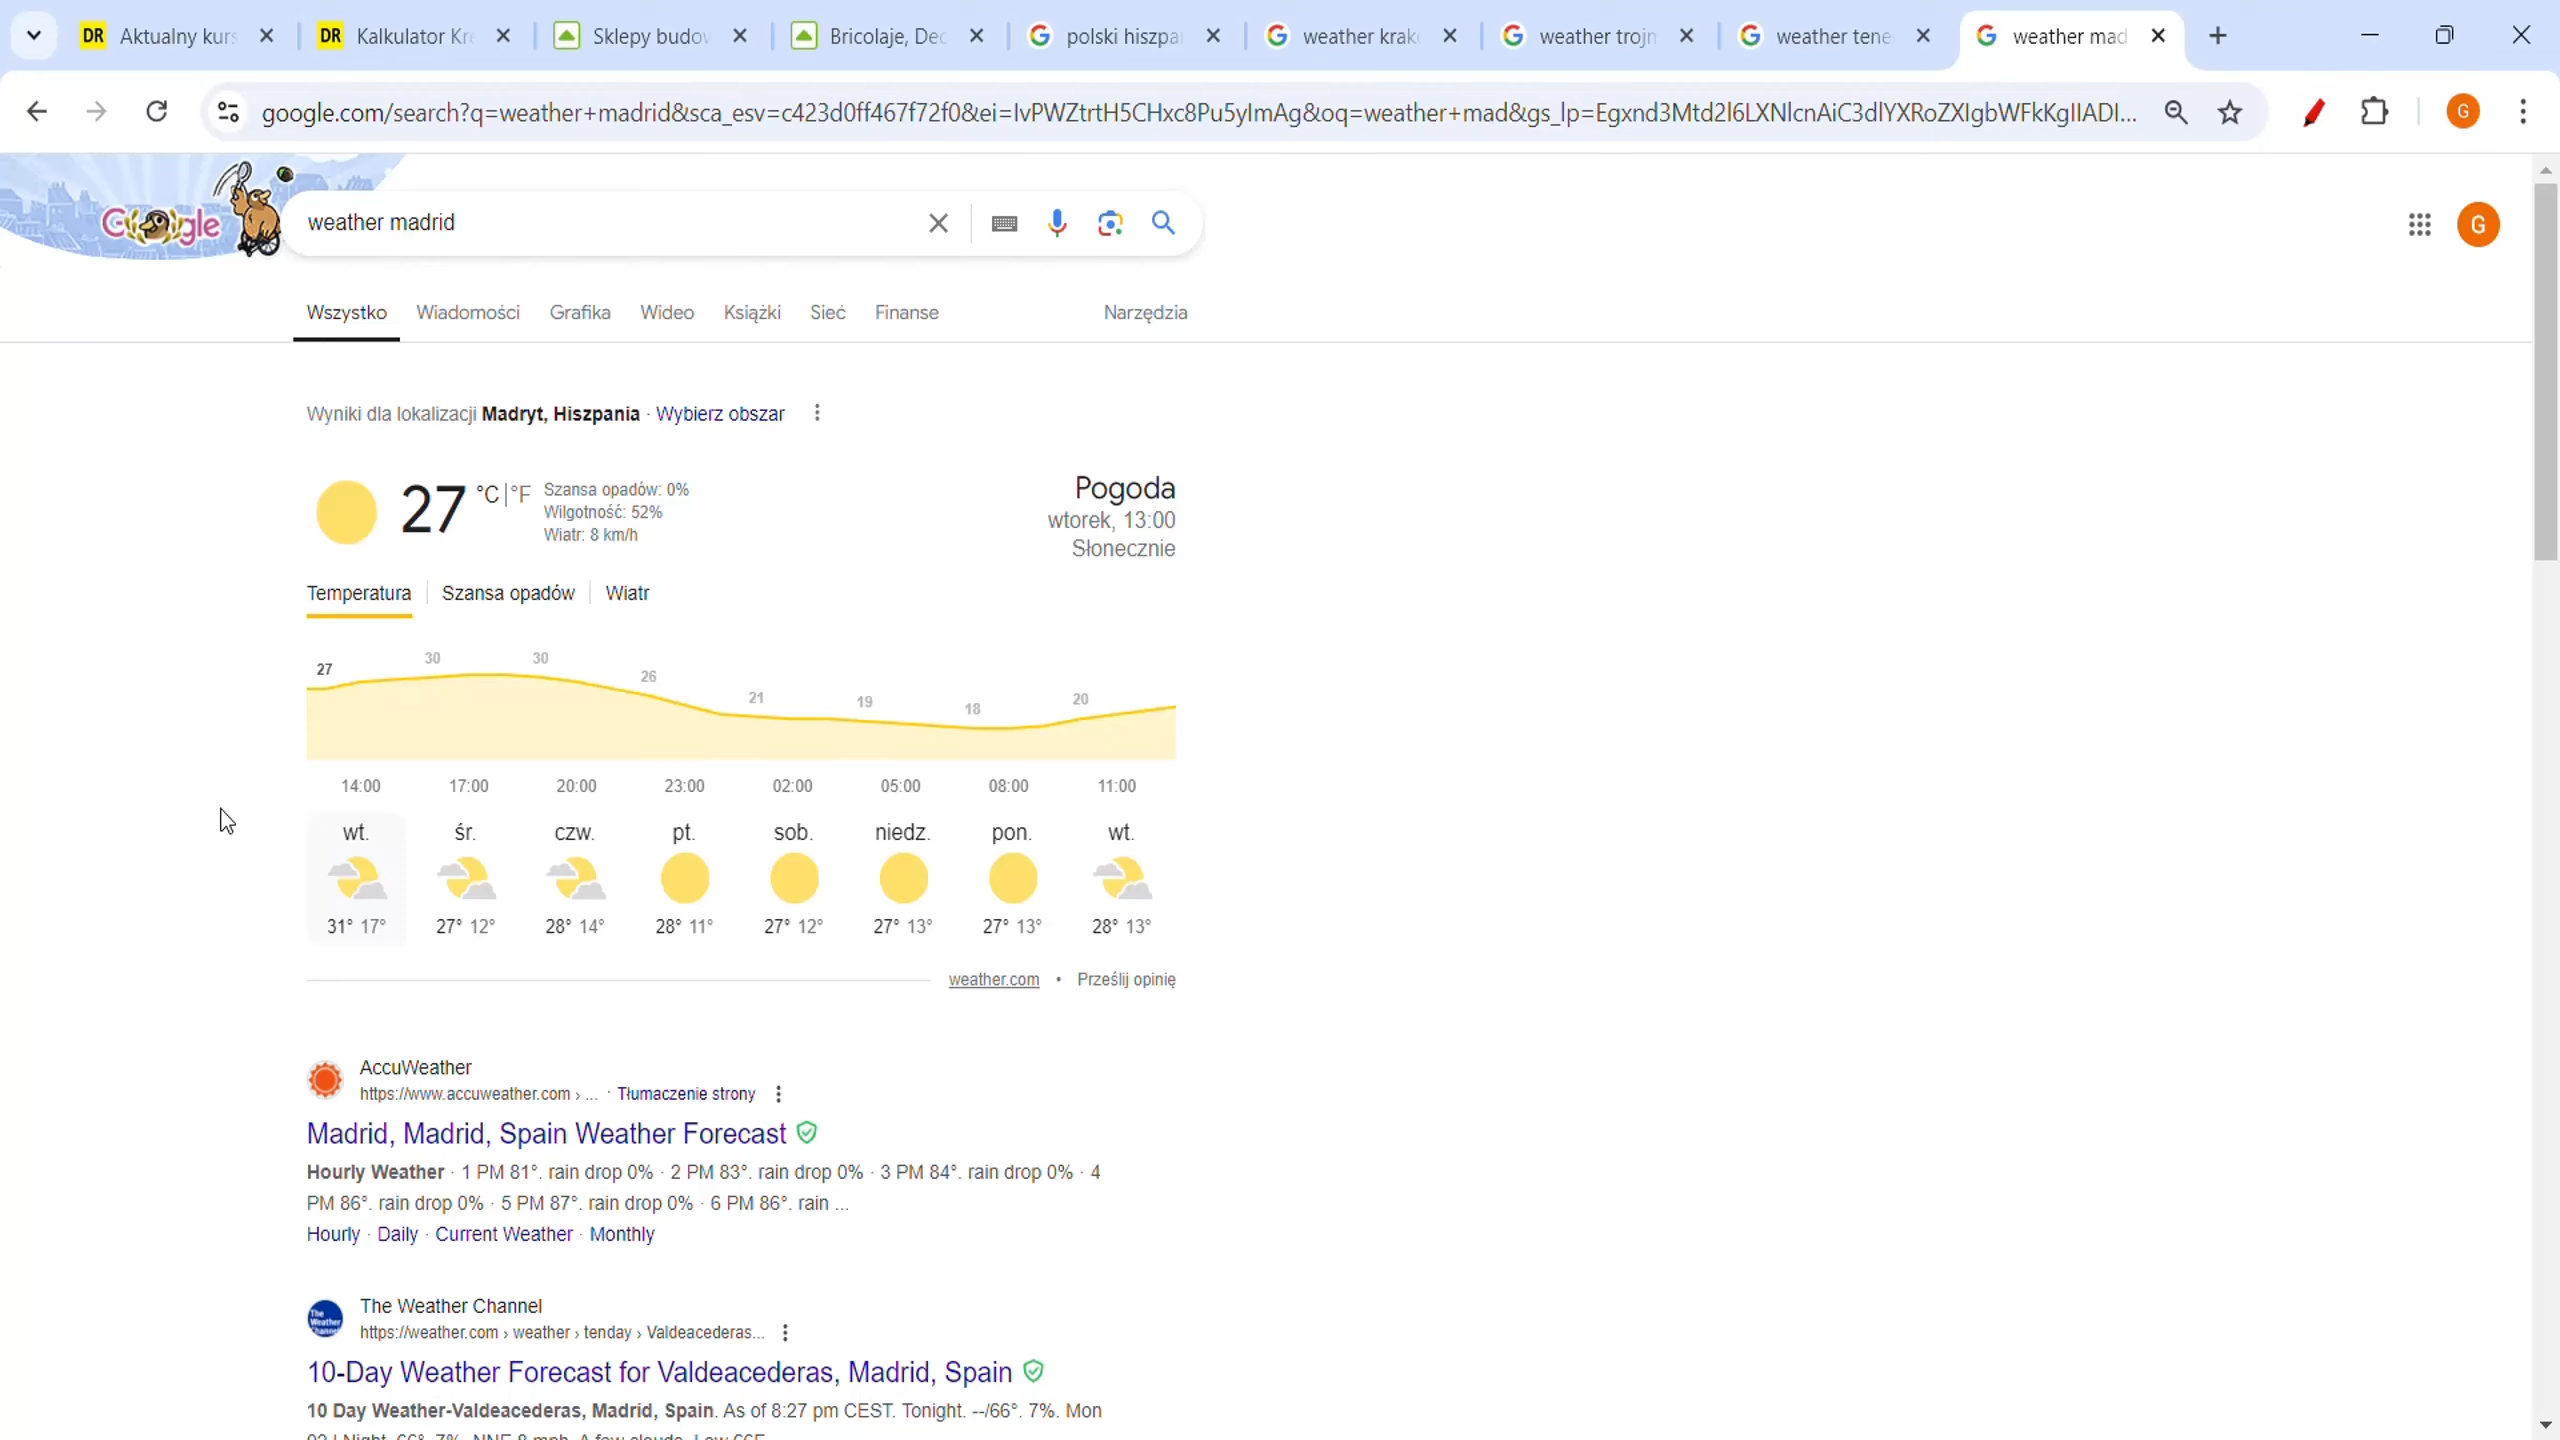 DR Aktualny kurs
DR Kalkulator Kre
Sklepy budow
Bricolaje, Dec
polski hiszpa
weather krak
weather trojm
weather tene
weather mad
google.com/search?q=weather+madrid&sca_esv=c423d0ff467f72f0&ei=IvPWZtrtH5CHxc8Pu5yImAg&oq=weather+mad&gs_lp=Egxnd3Mtd2l6LXNlcnAiC3dlYXRoZXIgbWFkKgIIADI...
G
Google
weather madrid
G
Wszystko Wiadomości Grafika Wideo Książki Sieć Finanse Narzędzia
Wyniki dla lokalizacji Madryt, Hiszpania · Wybierz obszar
27 °C | °F
Szansa opadów: 0%
Wilgotność: 52%
Wiatr: 8 km/h
Pogoda
wtorek, 13:00
Słonecznie
Temperatura Szansa opadów Wiatr
27 30 30 26 21 19 18 20
14:00 17:00 20:00 23:00 02:00 05:00 08:00 11:00
wt. śr. czw. pt. sob. niedz. pon. wt.
31° 17° 27° 12° 28° 14° 28° 11° 27° 12° 27° 13° 27° 13° 28° 13°
weather.com • Prześlij opinię
AccuWeather
https://www.accuweather.com › ... · Tłumaczenie strony
Madrid, Madrid, Spain Weather Forecast
Hourly Weather · 1 PM 81°. rain drop 0% · 2 PM 83°. rain drop 0% · 3 PM 84°. rain drop 0% · 4
PM 86°. rain drop 0% · 5 PM 87°. rain drop 0% · 6 PM 86°. rain ...
Hourly · Daily · Current Weather · Monthly
The Weather Channel
The Weather Channel
https://weather.com › weather › tenday › Valdeacederas...
10-Day Weather Forecast for Valdeacederas, Madrid, Spain
10 Day Weather-Valdeacederas, Madrid, Spain. As of 8:27 pm CEST. Tonight. --/66°. 7%. Mon